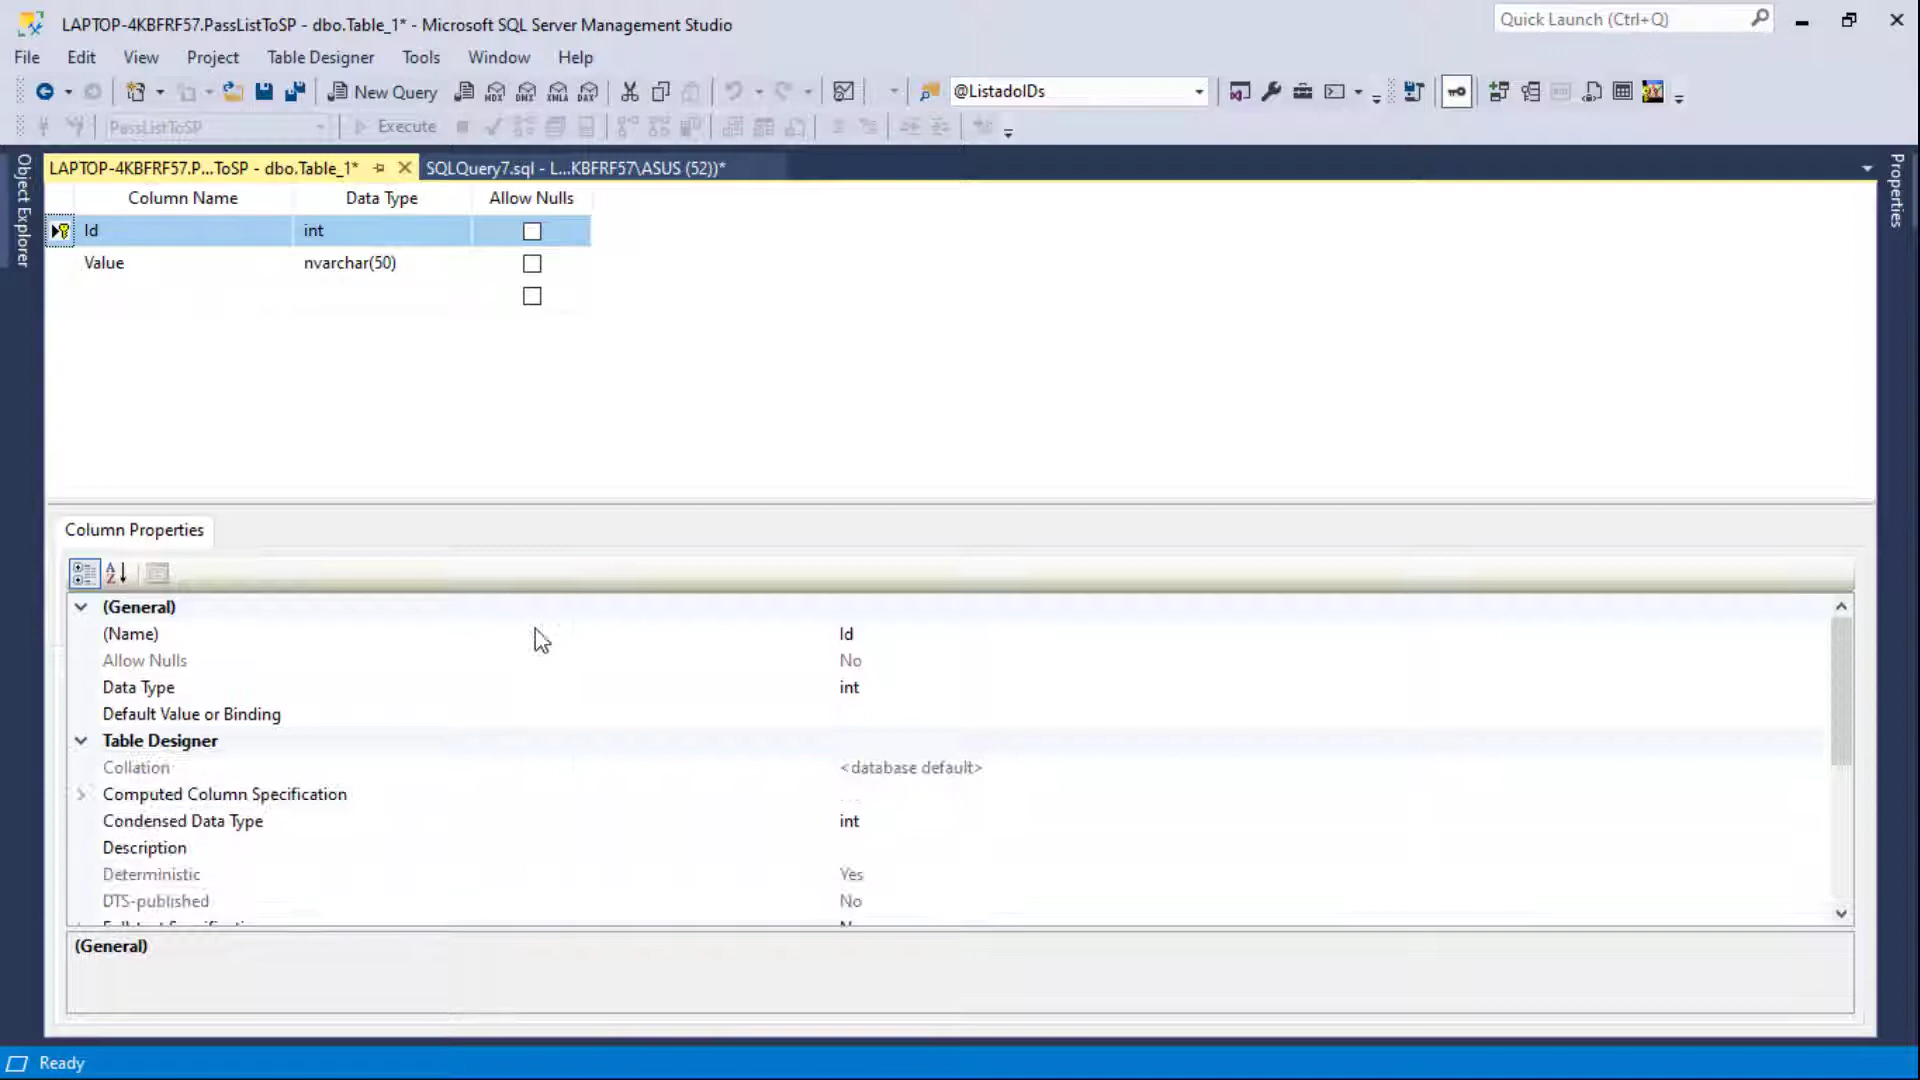 LAPTOP-4KBFRF57.PassListToSP - dbo.Table_1* - Microsoft SQL Server Management Studio
Quick Launch (Ctrl+Q)
File Edit View Project Table Designer Tools Window Help
New Query MDX DMX XMLA DAX @ListadoIDs
PassListToSP Execute
Object Explorer
LAPTOP-4KBFRF57.P...ToSP - dbo.Table_1* SQLQuery7.sql - L...KBFRF57\ASUS (52))*
Properties
Column Name Data Type Allow Nulls
Id int
Value nvarchar(50)
Column Properties
(General)
(Name) Id
Allow Nulls No
Data Type int
Default Value or Binding
Table Designer
Collation <database default>
Computed Column Specification
Condensed Data Type int
Description
Deterministic Yes
DTS-published No
(General)
Ready